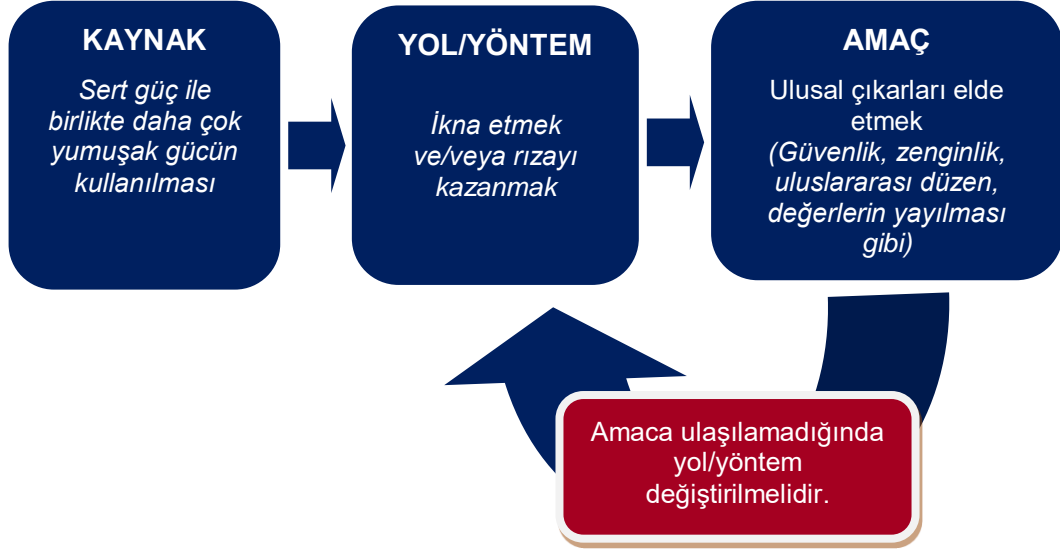 KAYNAK
Sert güç ile
birlikte daha çok
yumuşak gücün
kullanılması
YOL/YÖNTEM
İkna etmek
ve/veya rızayı
kazanmak
AMAÇ
Ulusal çıkarları elde
etmek
(Güvenlik, zenginlik,
uluslararası düzen,
değerlerin yayılması
gibi)
Amaca ulaşılamadığında
yol/yöntem
değiştirilmelidir.